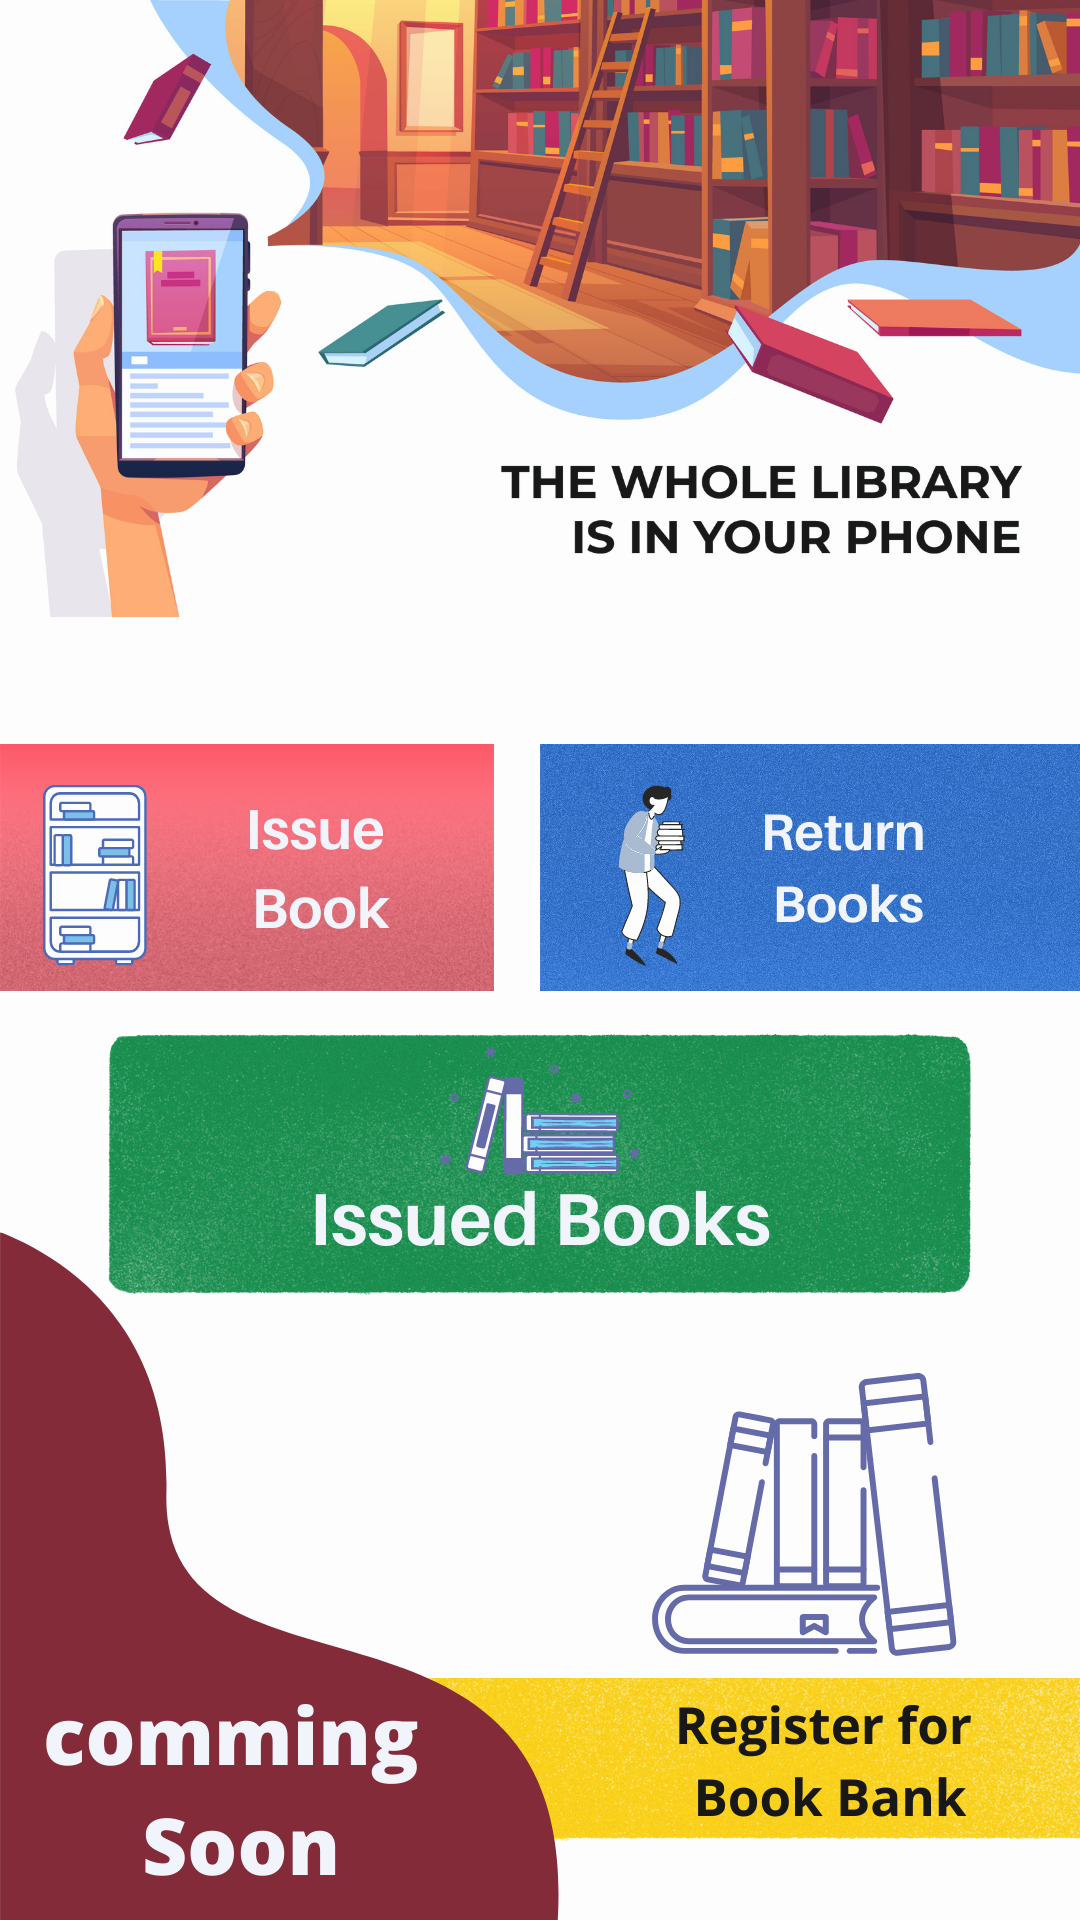 THE WHOLE LIBRARY
IS IN YOUR PHONE
Issue
Book
Return
Books
Issued Books
Register for
Book Bank
comming
Soon